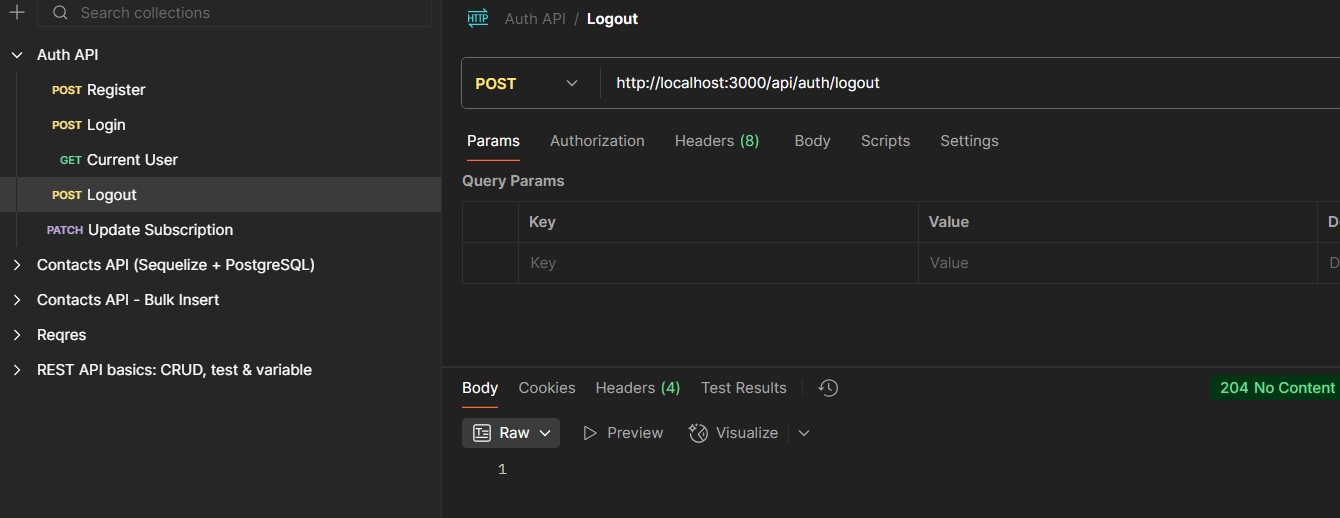 Search collections
Auth API
POST Register
POST Login
GET Current User
POST Logout
PATCH Update Subscription
Contacts API (Sequelize + PostgreSQL)
Contacts API - Bulk Insert
Reqres
REST API basics: CRUD, test & variable
HTTP Auth API / Logout
POST http://localhost:3000/api/auth/logout
Params Authorization Headers (8) Body Scripts Settings
Query Params
Key Value
Key Value
Body Cookies Headers (4) Test Results 204 No Content
Raw Preview Visualize
1